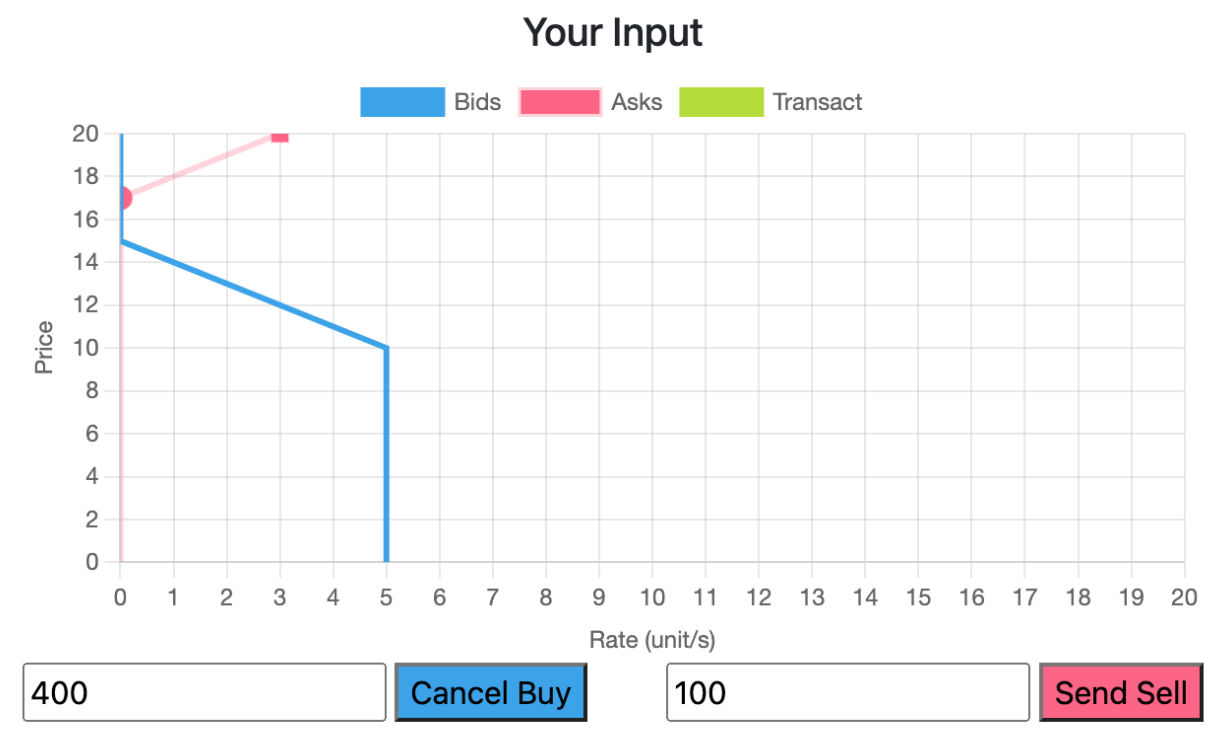 Your Input
Bids Asks Transact
20
18
16
14
12
10
8
6
4
2
0
Price
0 1 2 3 4 5 6 7 8 9 10 11 12 13 14 15 16 17 18 19 20
Rate (unit/s)
400 Cancel Buy 100 Send Sell